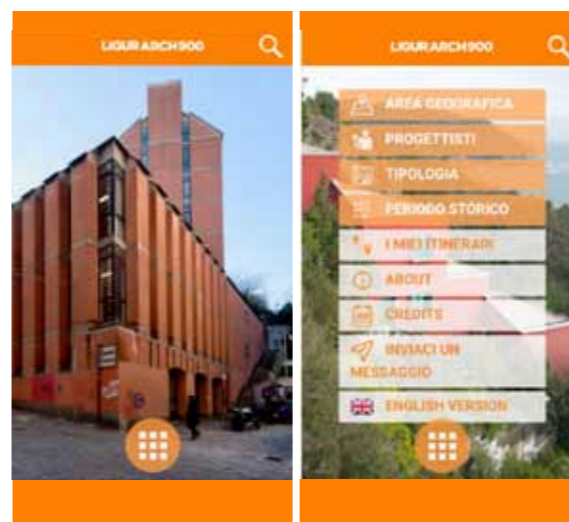 LIGURARCH900
LIGURARCH900
AREA GEOGRAFICA
PROGETTISTI
TIPOLOGIA
PERIODO STORICO
I MIEI ITINERARI
ABOUT
CREDITS
INVIACI UN
MESSAGGIO
ENGLISH VERSION